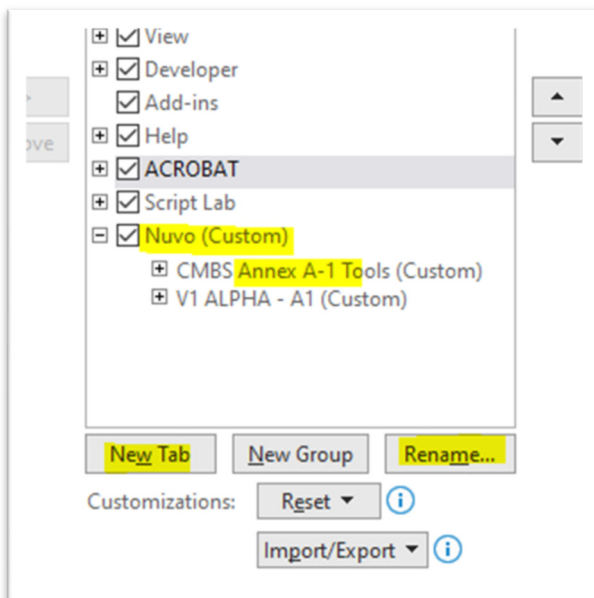 View
Developer
Add-ins
Help
ACROBAT
Script Lab
Nuvo (Custom)
CMBS Annex A-1 Tools (Custom)
V1 ALPHA - A1 (Custom)
New Tab New Group Rename...
Customizations: Reset
Import/Export